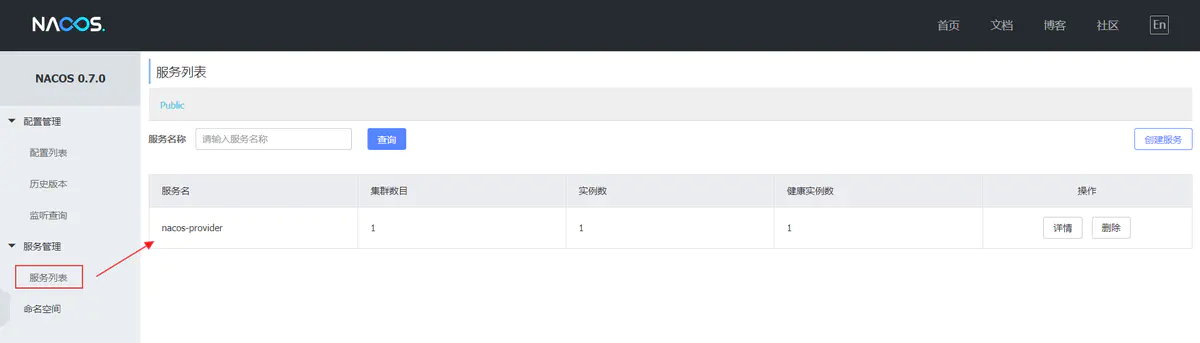 NACOS.
首页 文档 博客 社区 En
NACOS 0.7.0
配置管理
配置列表
历史版本
监听查询
服务管理
服务列表
命名空间
服务列表
Public
服务名称 请输入服务名称 查询 创建服务
服务名 集群数目 实例数 健康实例数 操作
nacos-provider 1 1 1 详情 删除